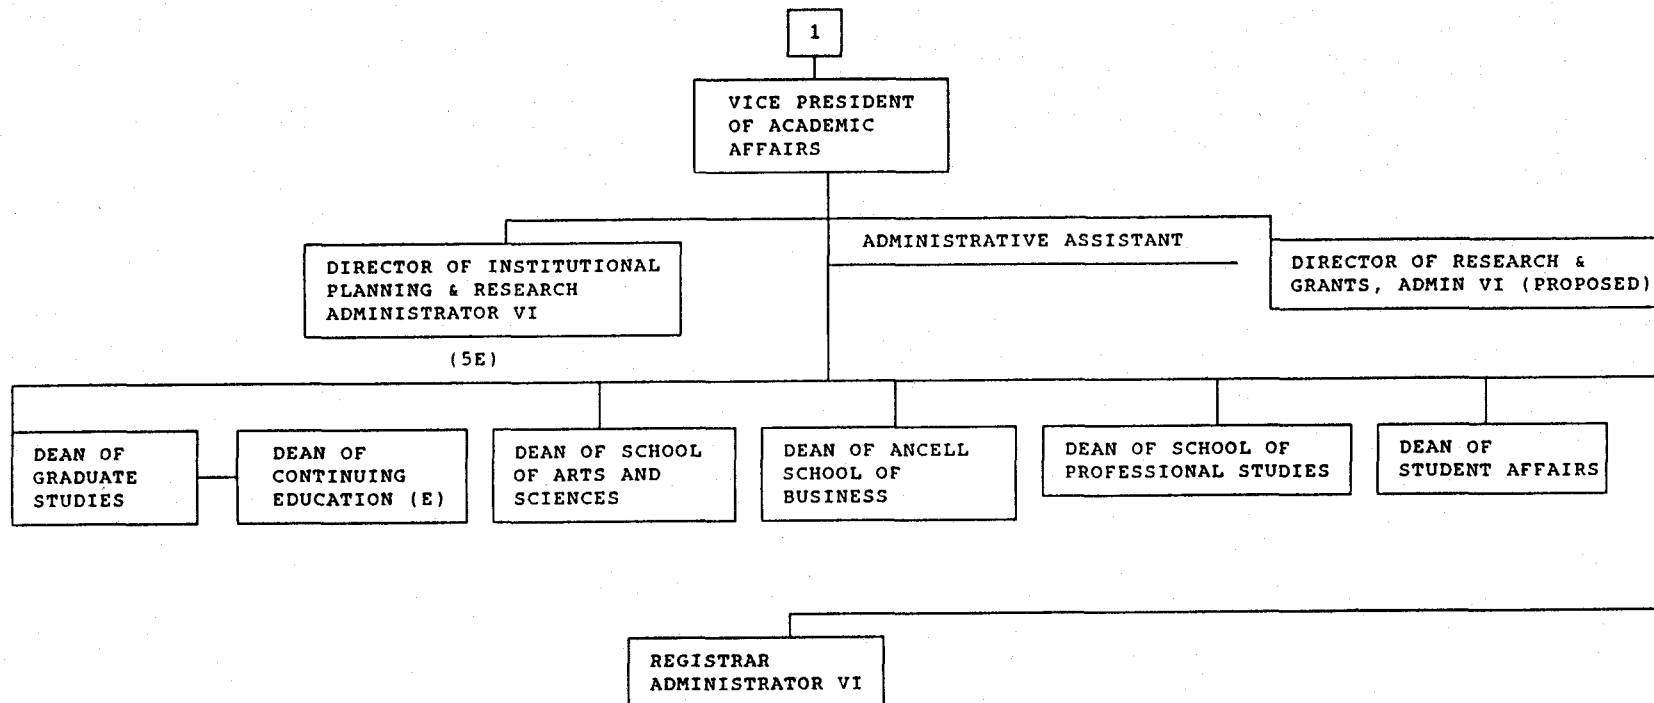 1
VICE PRESIDENT
OF ACADEMIC
AFFAIRS
ADMINISTRATIVE ASSISTANT
DIRECTOR OF INSTITUTIONAL
PLANNING & RESEARCH
ADMINISTRATOR VI
(5E)
DIRECTOR OF RESEARCH &
GRANTS, ADMIN VI (PROPOSED)
DEAN OF
GRADUATE
STUDIES
DEAN OF
CONTINUING
EDUCATION (E)
DEAN OF SCHOOL
OF ARTS AND
SCIENCES
DEAN OF ANCELL
SCHOOL OF
BUSINESS
DEAN OF SCHOOL OF
PROFESSIONAL STUDIES
DEAN OF
STUDENT AFFAIRS
REGISTRAR
ADMINISTRATOR VI